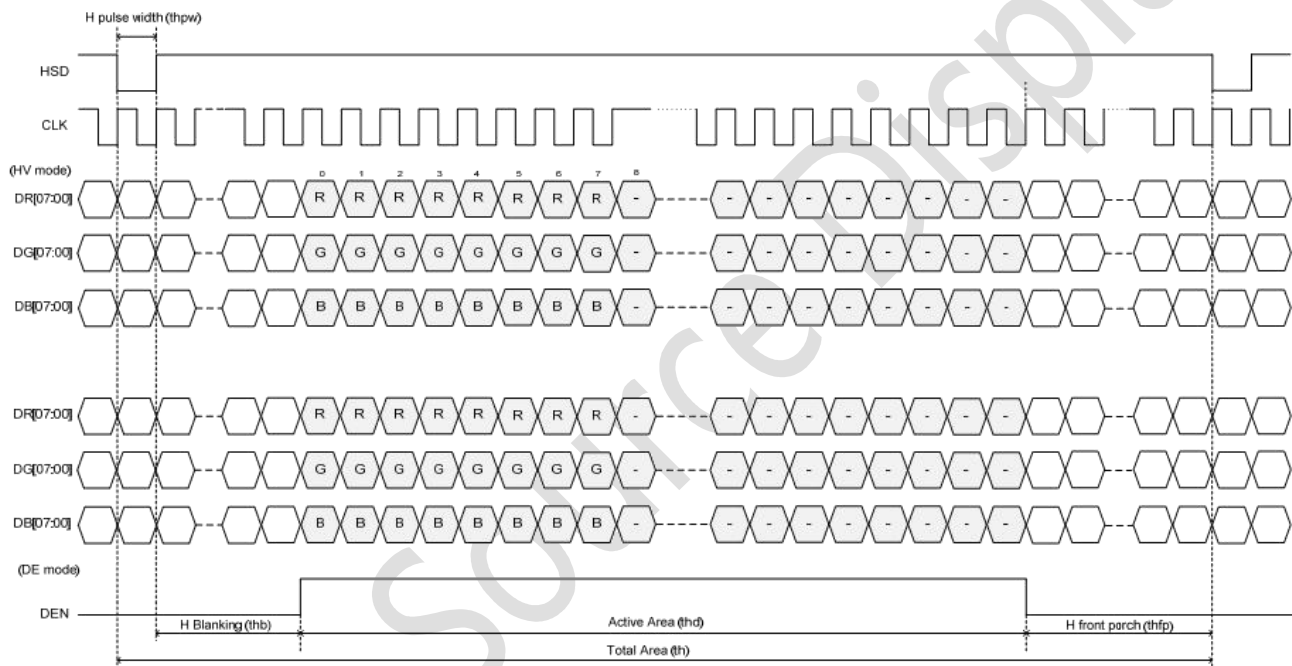 H pulse width (thpw)
HSD
CLK
(HV mode)
0 1 2 3 4 5 6 7 8
DR[07:00] R R R R R R R R - - - - - - - - -
DG[07:00] G G G G G G G G - - - - - - - - -
DB[07:00] B B B B B B B B - - - - - - - - -
DR[07:00] R R R R R R R R - - - - - - - - -
DG[07:00] G G G G G G G G - - - - - - - - -
DB[07:00] B B B B B B B B - - - - - - - - -
(DE mode)
DEN
H Blanking (thb) Active Area (thd) H front porch (thfp)
Total Area (th)
Source